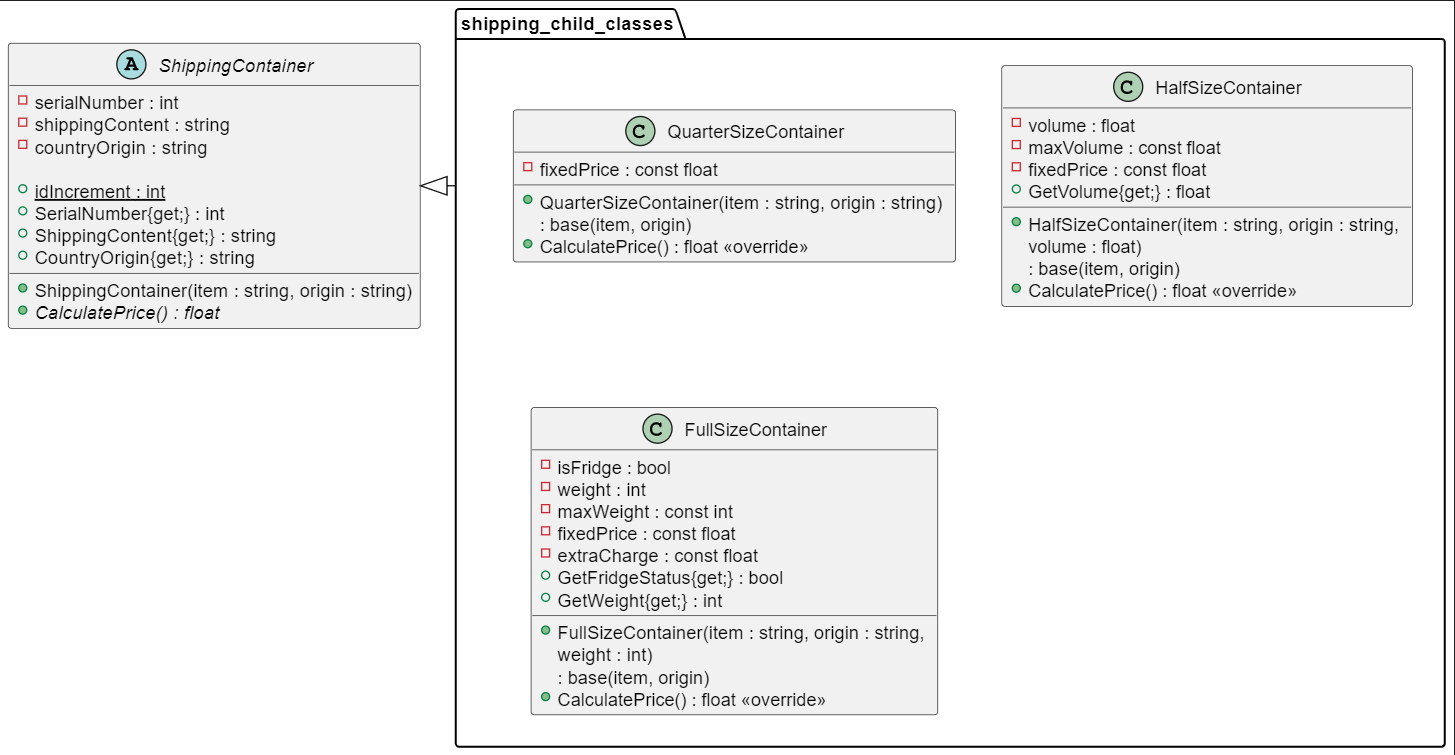 shipping_child_classes
A ShippingContainer
serialNumber : int
shippingContent : string
countryOrigin : string
idIncrement : int
SerialNumber{get;} : int
ShippingContent{get;} : string
CountryOrigin{get;} : string
ShippingContainer(item : string, origin : string)
CalculatePrice() : float
C QuarterSizeContainer
fixedPrice : const float
QuarterSizeContainer(item : string, origin : string)
: base(item, origin)
CalculatePrice() : float «override»
C HalfSizeContainer
volume : float
maxVolume : const float
fixedPrice : const float
GetVolume{get;} : float
HalfSizeContainer(item : string, origin : string,
volume : float)
: base(item, origin)
CalculatePrice() : float «override»
C FullSizeContainer
isFridge : bool
weight : int
maxWeight : const int
fixedPrice : const float
extraCharge : const float
GetFridgeStatus{get;} : bool
GetWeight{get;} : int
FullSizeContainer(item : string, origin : string,
weight : int)
: base(item, origin)
CalculatePrice() : float «override»